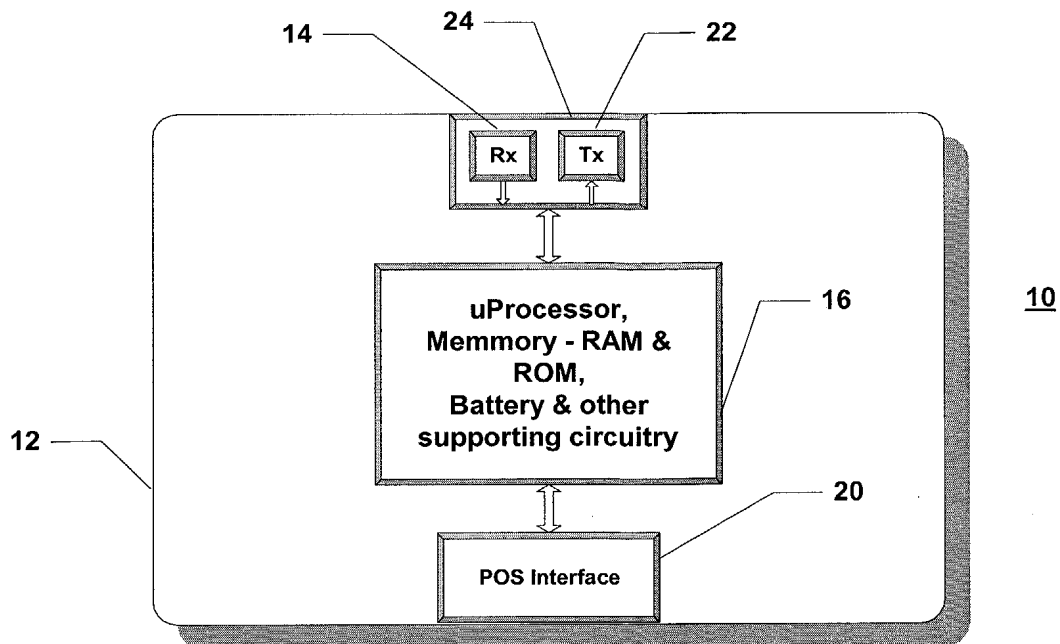 14
24
22
Rx
Tx
10
16
uProcessor,
Memmory - RAM &
ROM,
Battery & other
supporting circuitry
12
20
POS Interface